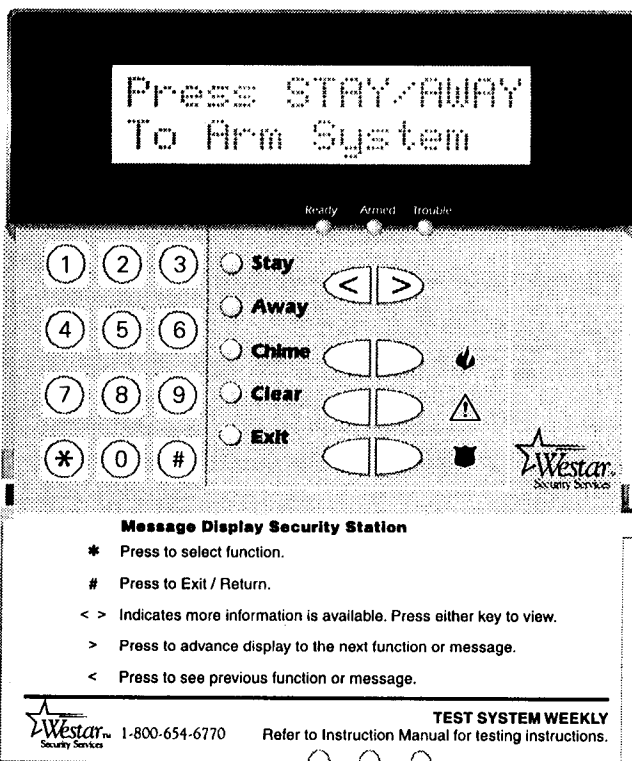 Press STAY/AWAY
To Arm System
Ready Armed Trouble
1 2 3
Stay
< >
Away
4 5 6
Chime
7 8 9
Clear
Exit
* 0 #
Westar™
Security Services
Message Display Security Station
* Press to select function.
# Press to Exit / Return.
< > Indicates more information is available. Press either key to view.
> Press to advance display to the next function or message.
< Press to see previous function or message.
TEST SYSTEM WEEKLY
Westar™ 1-800-654-6770 Refer to Instruction Manual for testing instructions.
Security Services